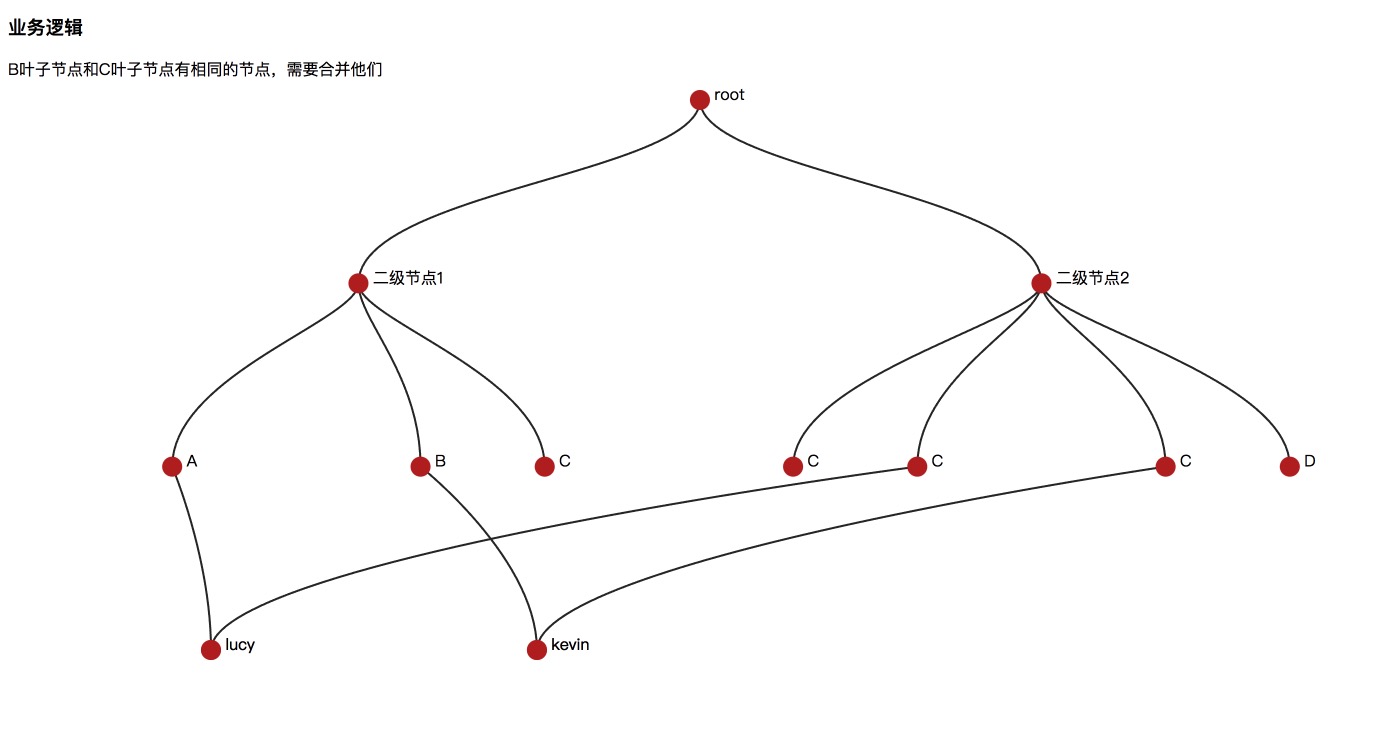 业务逻辑
B叶子节点和C叶子节点有相同的节点，需要合并他们
root
二级节点1
二级节点2
A
B
C
C
C
C
D
lucy
kevin